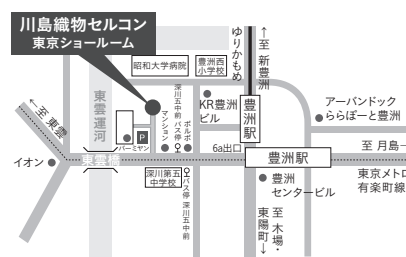 川島織物セルコン
東京ショールーム
昭和大学病院
豊洲西
小学校
ゆりかもめ
↑至 新豊洲
東雲運河
深川五中前
バス停
マンション
ボルボ
KR豊洲
ビル
豊洲駅
アーバンドック
ららぽーと豊洲
←至 東雲
P
バーミヤン
6a出口
至 月島→
イオン
東雲橋
豊洲駅
深川第五
中学校
バス停 深川五中前
豊洲
センタービル
東京メトロ
有楽町線
至 木場・
東陽町→